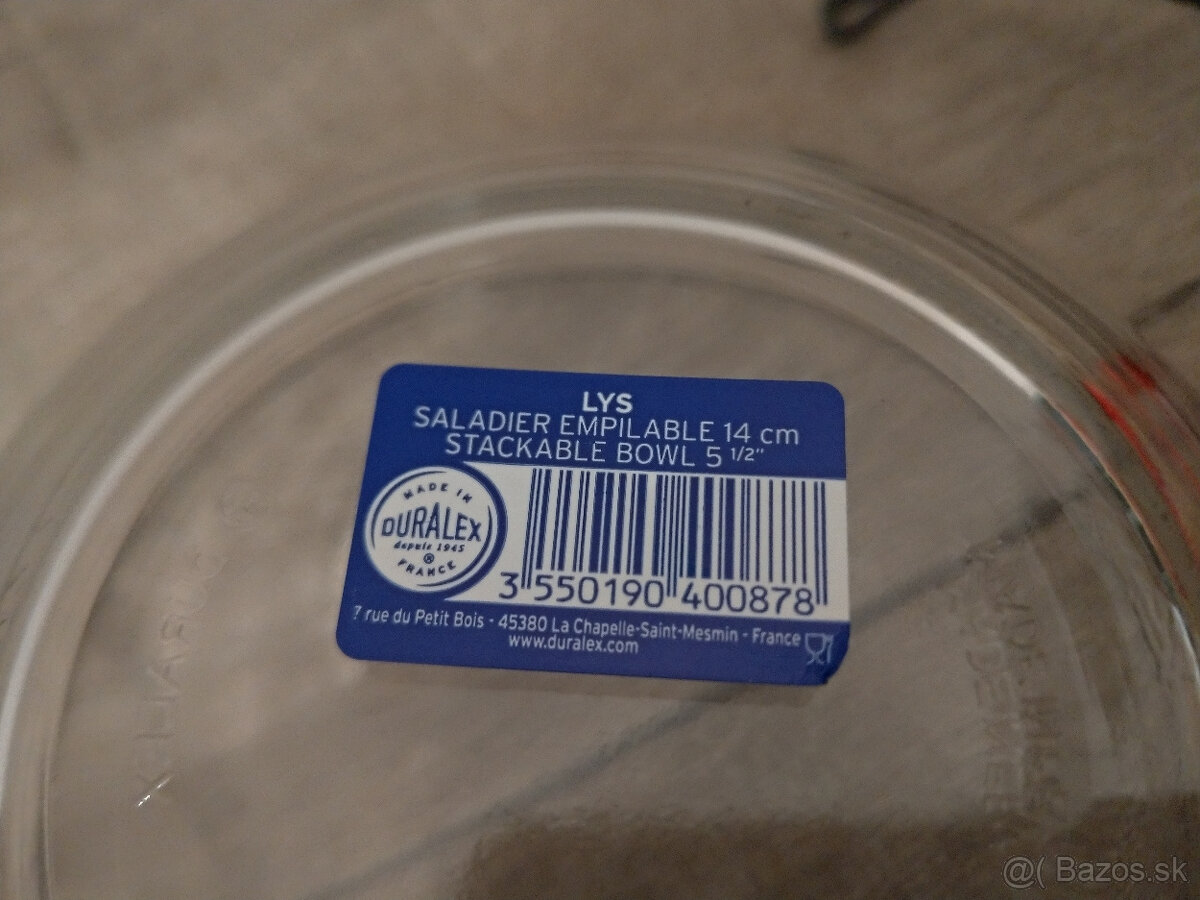 LYS
SALADIER EMPILABLE 14 cm
STACKABLE BOWL 5 1/2"
MADE IN
DURALEX
depuis 1945
®
FRANCE
3 550190 400878
7 rue du Petit Bois - 45380 La Chapelle-Saint-Mesmin - France
www.duralex.com
@( Bazos.sk